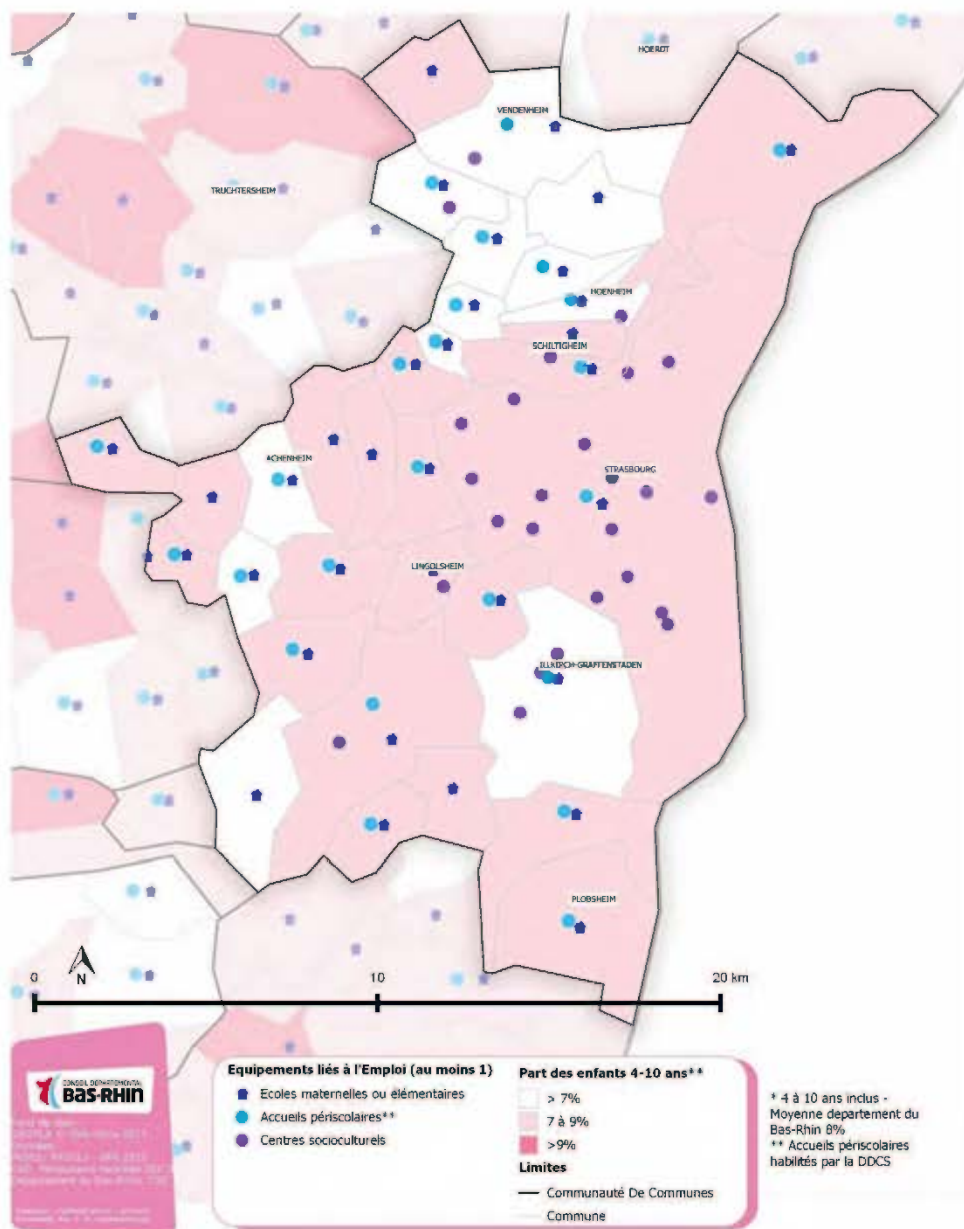 HOERDT
VENDENHEIM
TRUCHTERSHEIM
HOENHEIM
SCHILTIGHEIM
ACHENHEIM
STRASBOURG
LINGOLSHEIM
ILLKIRCH-GRAFFENSTADEN
PLOBSHEIM
N
0 10 20 km
CONSEIL DÉPARTEMENTAL
BAS-RHIN
Equipements liés à l'Emploi (au moins 1)
Ecoles maternelles ou élémentaires
Accueils périscolaires**
Centres socioculturels
Part des enfants 4-10 ans**
> 7%
7 à 9%
>9%
Limites
Communauté De Communes
Commune
* 4 à 10 ans inclus -
Moyenne departement du
Bas-Rhin 8%
** Accueils périscolaires
habilités par la DDCS